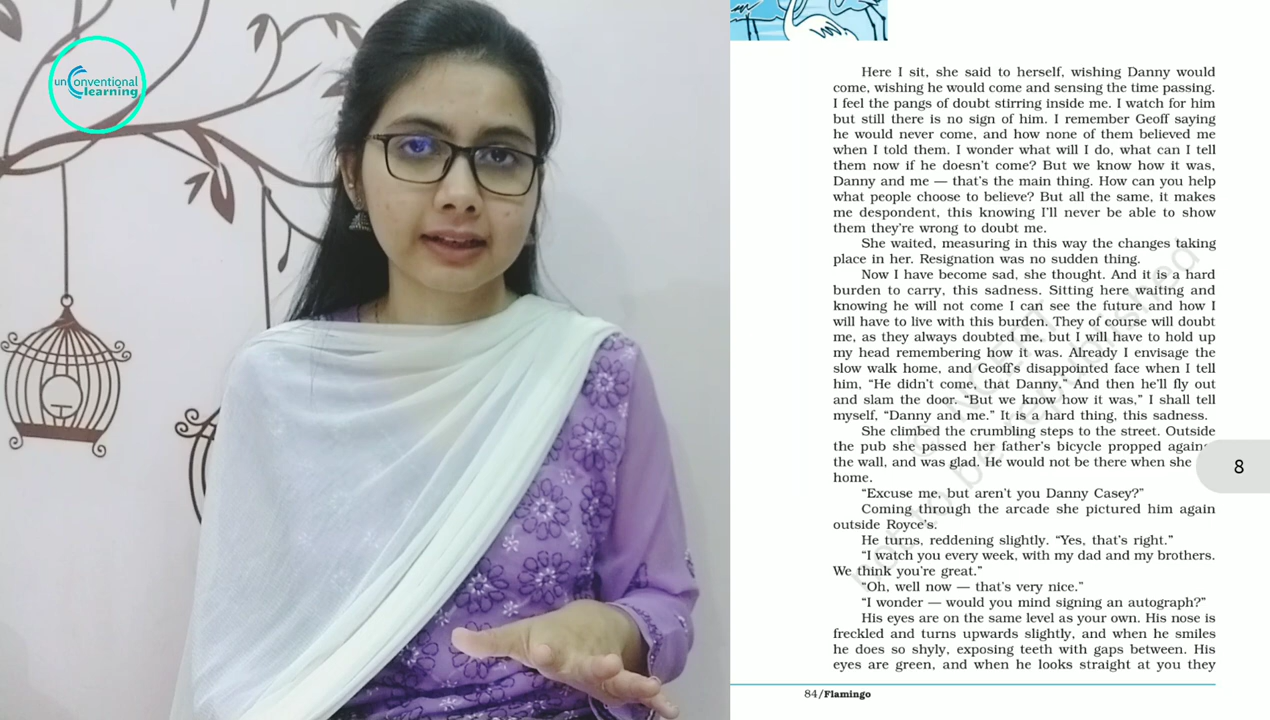 unConventional
learning
Here I sit, she said to herself, wishing Danny would
come, wishing he would come and sensing the time passing.
I feel the pangs of doubt stirring inside me. I watch for him
but still there is no sign of him. I remember Geoff saying
he would never come, and how none of them believed me
when I told them. I wonder what will I do, what can I tell
them now if he doesn't come? But we know how it was,
Danny and me — that's the main thing. How can you help
what people choose to believe? But all the same, it makes
me despondent, this knowing I'll never be able to show
them they're wrong to doubt me.
She waited, measuring in this way the changes taking
place in her. Resignation was no sudden thing.
Now I have become sad, she thought. And it is a hard
burden to carry, this sadness. Sitting here waiting and
knowing he will not come I can see the future and how I
will have to live with this burden. They of course will doubt
me, as they always doubted me, but I will have to hold up
my head remembering how it was. Already I envisage the
slow walk home, and Geoff's disappointed face when I tell
him, “He didn't come, that Danny.” And then he'll fly out
and slam the door. “But we know how it was,” I shall tell
myself, “Danny and me.” It is a hard thing, this sadness.
She climbed the crumbling steps to the street. Outside
the pub she passed her father's bicycle propped against
the wall, and was glad. He would not be there when she
home.
“Excuse me, but aren't you Danny Casey?”
Coming through the arcade she pictured him again
outside Royce's.
He turns, reddening slightly. “Yes, that's right.”
“I watch you every week, with my dad and my brothers.
We think you're great.”
“Oh, well now — that's very nice.”
“I wonder — would you mind signing an autograph?”
His eyes are on the same level as your own. His nose is
freckled and turns upwards slightly, and when he smiles
he does so shyly, exposing teeth with gaps between. His
eyes are green, and when he looks straight at you they
8
84/Flamingo